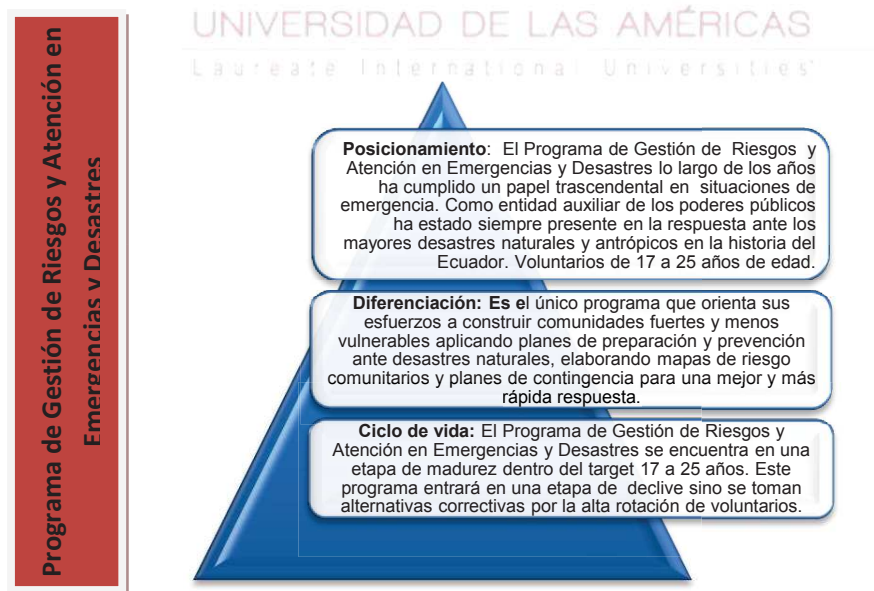 UNIVERSIDAD DE LAS AMÉRICAS
Laureate International Universities
Programa de Gestión de Riesgos y Atención en
Emergencias y Desastres
Posicionamiento: El Programa de Gestión de Riesgos y
Atención en Emergencias y Desastres lo largo de los años
ha cumplido un papel trascendental en situaciones de
emergencia. Como entidad auxiliar de los poderes públicos
ha estado siempre presente en la respuesta ante los
mayores desastres naturales y antrópicos en la historia del
Ecuador. Voluntarios de 17 a 25 años de edad.
Diferenciación: Es el único programa que orienta sus
esfuerzos a construir comunidades fuertes y menos
vulnerables aplicando planes de preparación y prevención
ante desastres naturales, elaborando mapas de riesgo
comunitarios y planes de contingencia para una mejor y más
rápida respuesta.
Ciclo de vida: El Programa de Gestión de Riesgos y
Atención en Emergencias y Desastres se encuentra en una
etapa de madurez dentro del target 17 a 25 años. Este
programa entrará en una etapa de declive sino se toman
alternativas correctivas por la alta rotación de voluntarios.